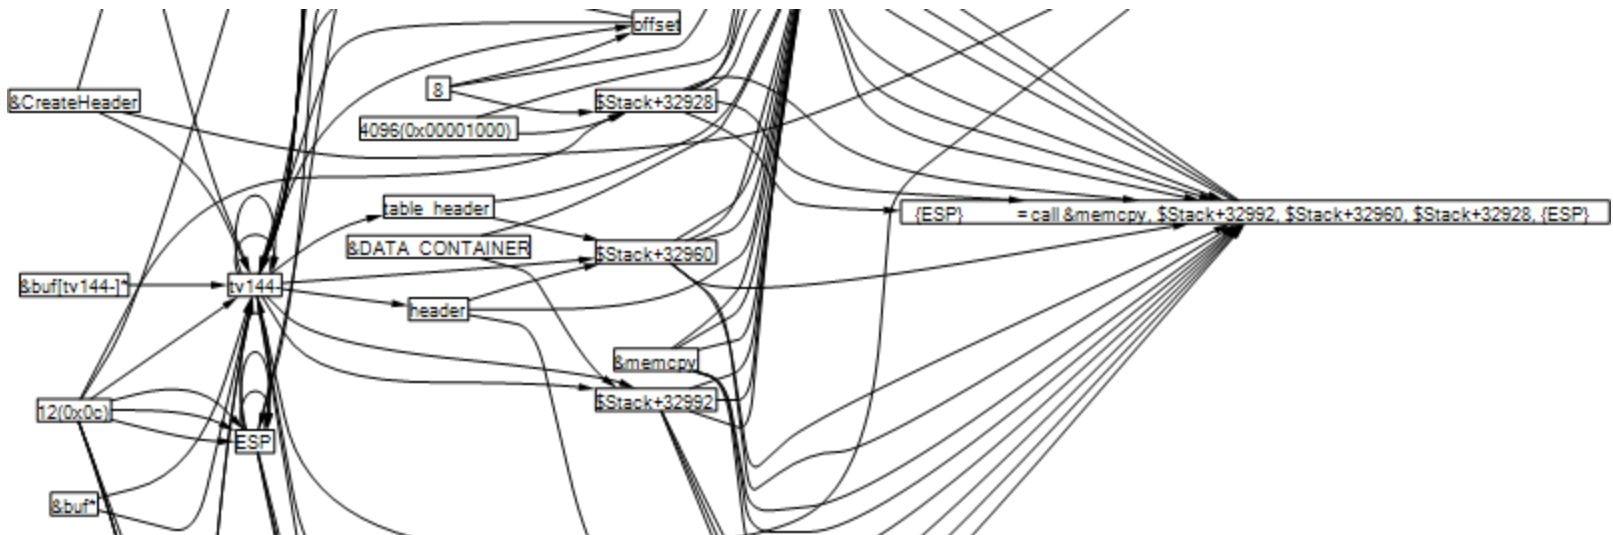 offset
8
&CreateHeader
$Stack+32928
4096(0x00001000)
table_header
{ESP} = call &memcpy, $Stack+32992, $Stack+32960, $Stack+32928, {ESP}
&DATA_CONTAINER
$Stack+32960
&buf[tv144-]*
tv144-
header
&memcpy
$Stack+32992
12(0x0c)
ESP
&buf*